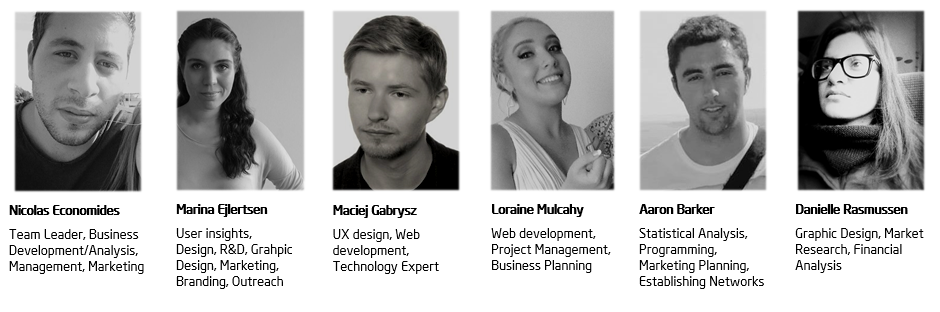 Nicolas Economides
Team Leader, Business
Development/Analysis,
Management, Marketing
Marina Ejlertsen
User insights,
Design, R&D, Grahpic
Design, Marketing,
Branding, Outreach
Maciej Gabrysz
UX design, Web
development,
Technology Expert
Loraine Mulcahy
Web development,
Project Management,
Business Planning
Aaron Barker
Statistical Analysis,
Programming,
Marketing Planning,
Establishing Networks
Danielle Rasmussen
Graphic Design, Market
Research, Financial
Analysis